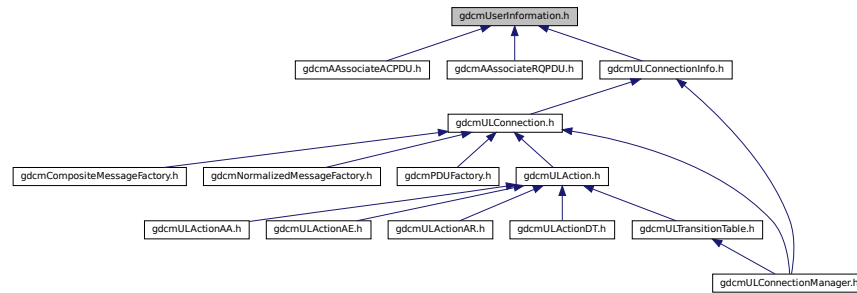 gdcmUserInformation.h
gdcmAAssociateACPDU.h
gdcmAAssociateRQPDU.h
gdcmULConnectionInfo.h
gdcmULConnection.h
gdcmCompositeMessageFactory.h
gdcmNormalizedMessageFactory.h
gdcmPDUFactory.h
gdcmULAction.h
gdcmULActionAA.h
gdcmULActionAE.h
gdcmULActionAR.h
gdcmULActionDT.h
gdcmULTransitionTable.h
gdcmULConnectionManager.h